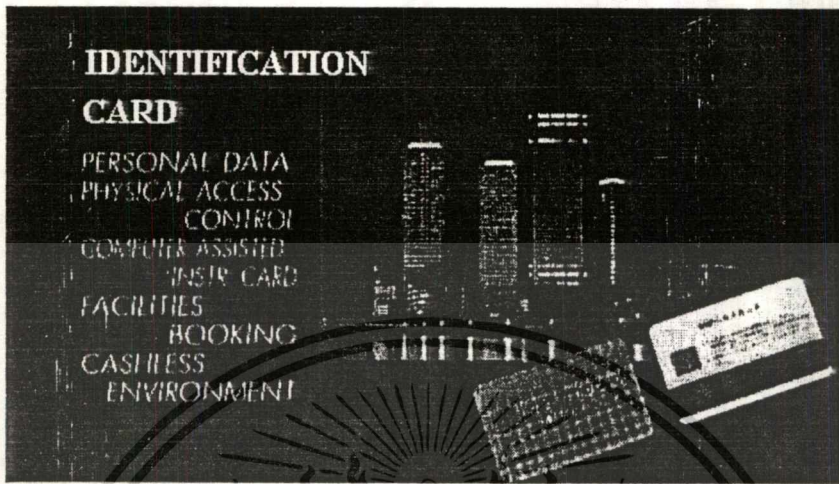 IDENTIFICATION
CARD
PERSONAL DATA
PHYSICAL ACCESS
CONTROL
COMPUTER ASSISTED
INSTR CARD
FACILITIES
BOOKING
CASHLESS
ENVIRONMENT